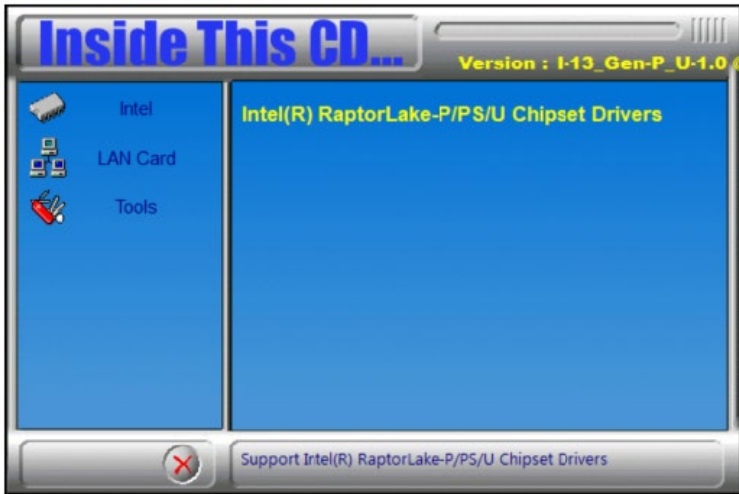 Inside This CD...
Version : I-13_Gen-P_U-1.0
Intel
LAN Card
Tools
Intel(R) RaptorLake-P/PS/U Chipset Drivers
Support Intel(R) RaptorLake-P/PS/U Chipset Drivers